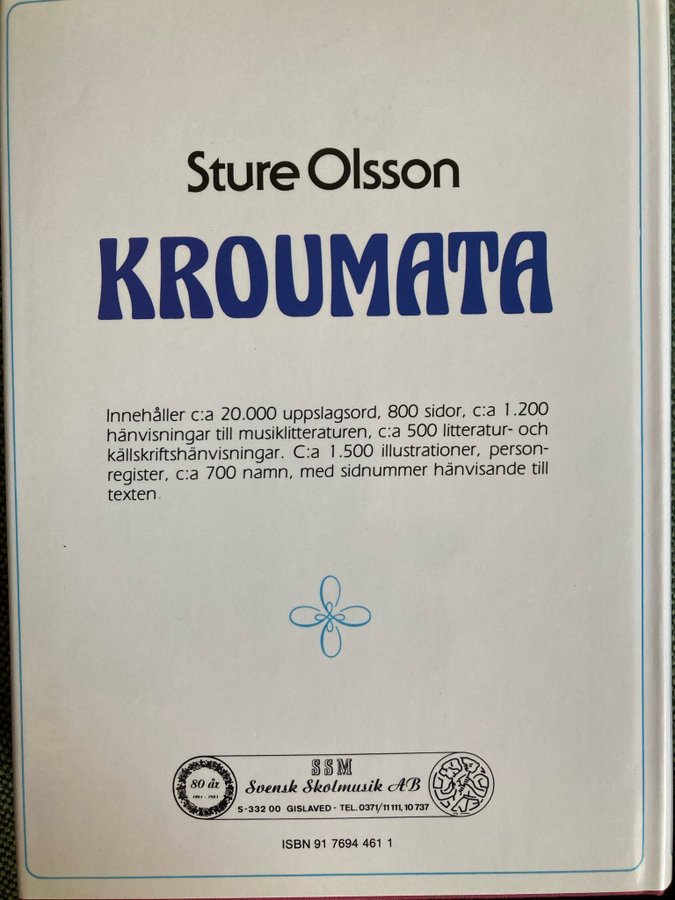 Sture Olsson
KROUMATA
Innehåller c:a 20.000 uppslagsord, 800 sidor, c:a 1.200
hänvisningar till musiklitteraturen, c:a 500 litteratur- och
källskriftshänvisningar. C:a 1.500 illustrationer, person-
register, c:a 700 namn, med sidnummer hänvisande till
texten.
80 år
SSM
Svensk Skolmusik AB
S-332 00 GISLAVED - TEL. 0371/11 111, 10 737
ISBN 91 7694 461 1